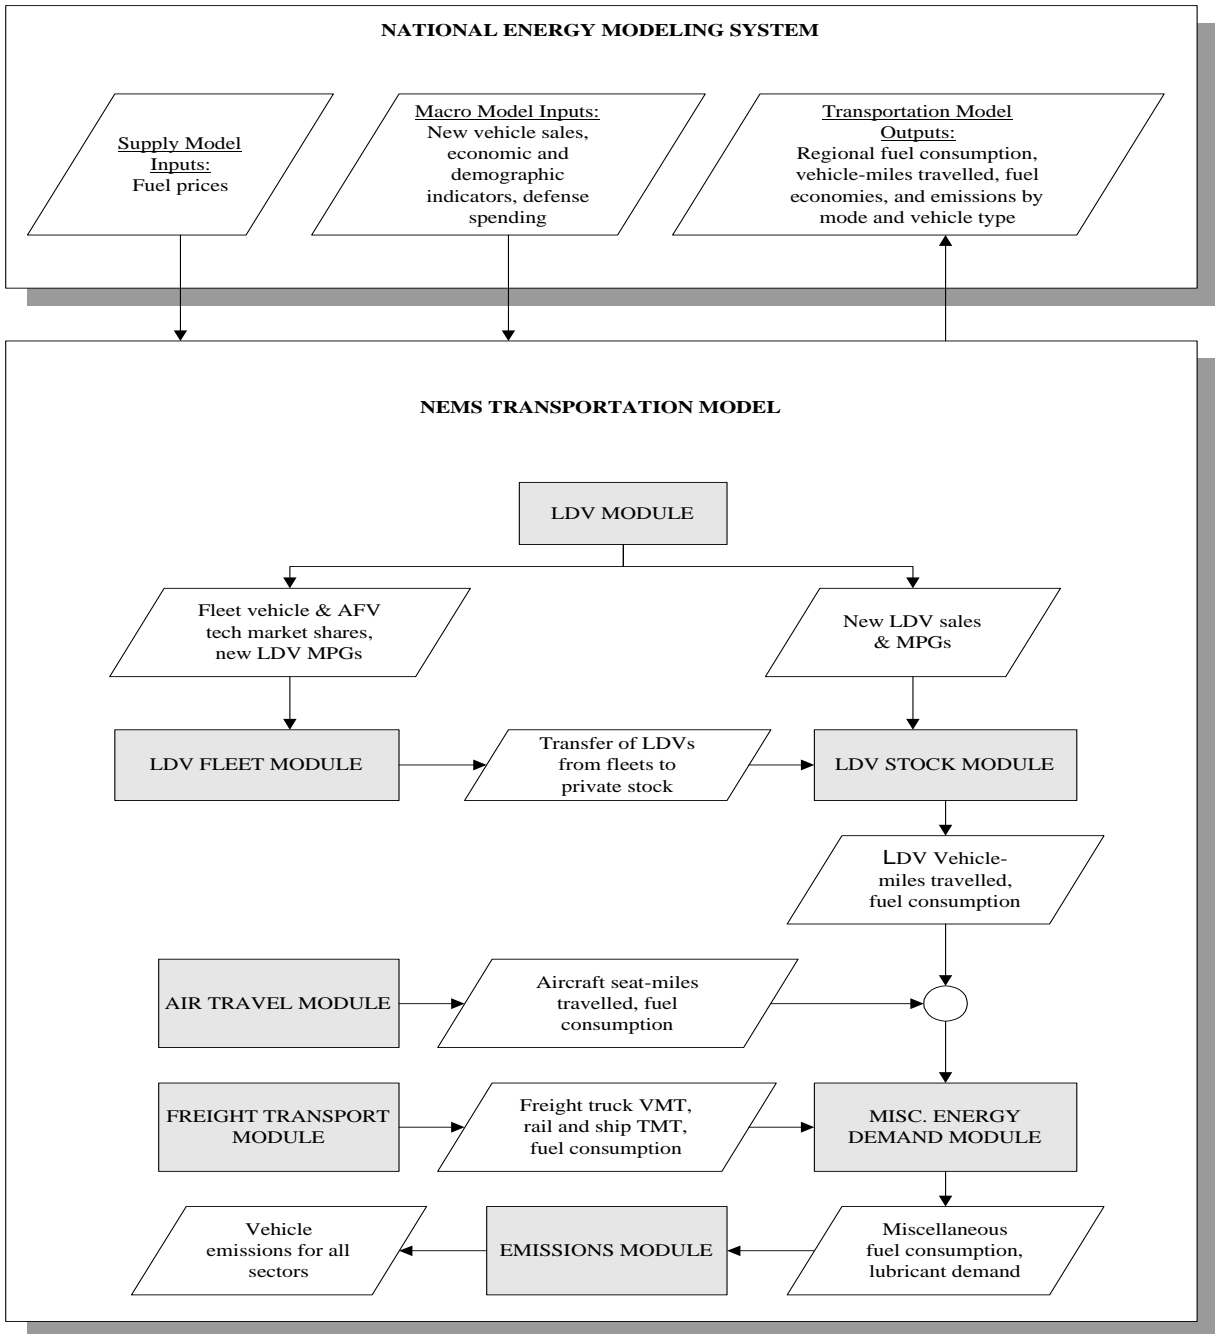 NATIONAL ENERGY MODELING SYSTEM
Supply Model
Inputs:
Fuel prices
Macro Model Inputs:
New vehicle sales,
economic and
demographic
indicators, defense
spending
Transportation Model
Outputs:
Regional fuel consumption,
vehicle-miles travelled, fuel
economies, and emissions by
mode and vehicle type
NEMS TRANSPORTATION MODEL
LDV MODULE
Fleet vehicle & AFV
tech market shares,
new LDV MPGs
New LDV sales
& MPGs
LDV FLEET MODULE
Transfer of LDVs
from fleets to
private stock
LDV STOCK MODULE
LDV Vehicle-
miles travelled,
fuel consumption
AIR TRAVEL MODULE
Aircraft seat-miles
travelled, fuel
consumption
FREIGHT TRANSPORT
MODULE
Freight truck VMT,
rail and ship TMT,
fuel consumption
MISC. ENERGY
DEMAND MODULE
Vehicle
emissions for all
sectors
EMISSIONS MODULE
Miscellaneous
fuel consumption,
lubricant demand